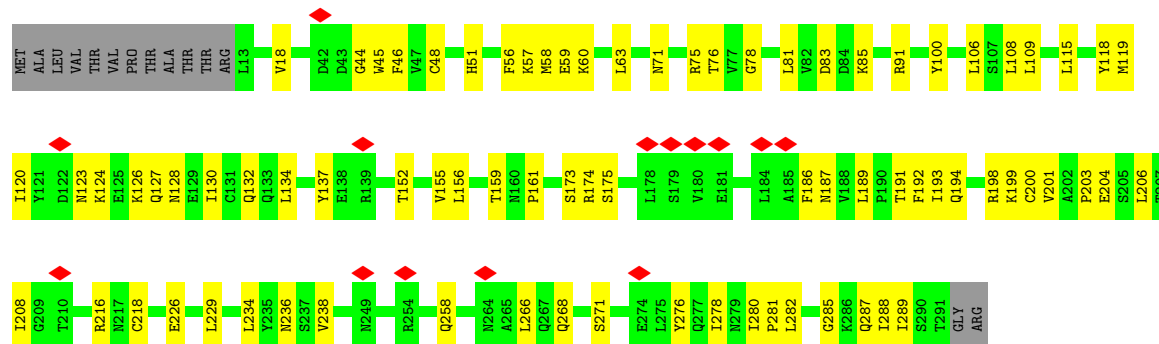 MET ALA LEU VAL THR THR VAL PRO THR ALA THR THR ARG L13 V18 D42 D43 G44 W45 F46 V47 C48 H51 F56 K57 M58 E59 K60 L63 N71 R75 T76 V77 G78 L81 V82 D83 D84 K85 R91 Y100 L106 S107 L108 L109 L115 Y118 M119
I120 Y121 D122 N123 K124 E125 K126 Q127 N128 E129 I130 C131 Q132 Q133 L134 Y137 E138 R139 T152 V155 L156 T159 N160 P161 S173 R174 S175 L178 S179 V180 E181 L184 A185 F186 N187 V188 L189 P190 T191 F192 I193 Q194 R198 K199 C200 V201 A202 P203 E204 S205 L206
I208 G209 T210 R216 N217 C218 E226 L229 L234 Y235 N236 S237 V238 N249 R254 Q258 N264 A265 L266 Q267 Q268 S271 E274 L275 Y276 Q277 I278 N279 I280 P281 L282 G285 K286 Q287 I288 I289 S290 T291 GLY ARG